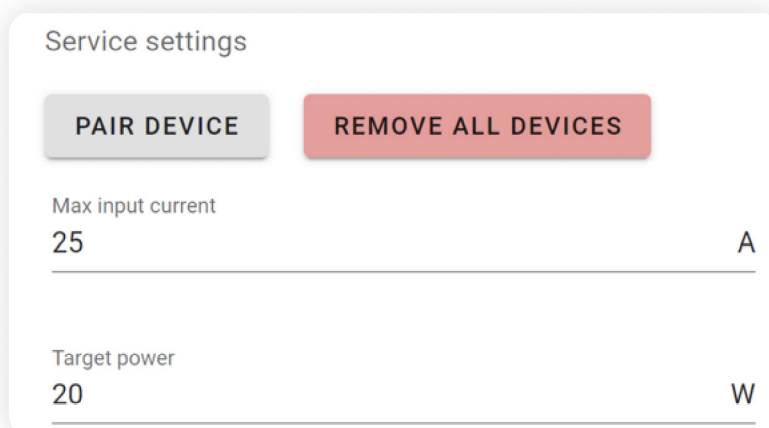 Service settings
PAIR DEVICE REMOVE ALL DEVICES
Max input current
25 A
Target power
20 W